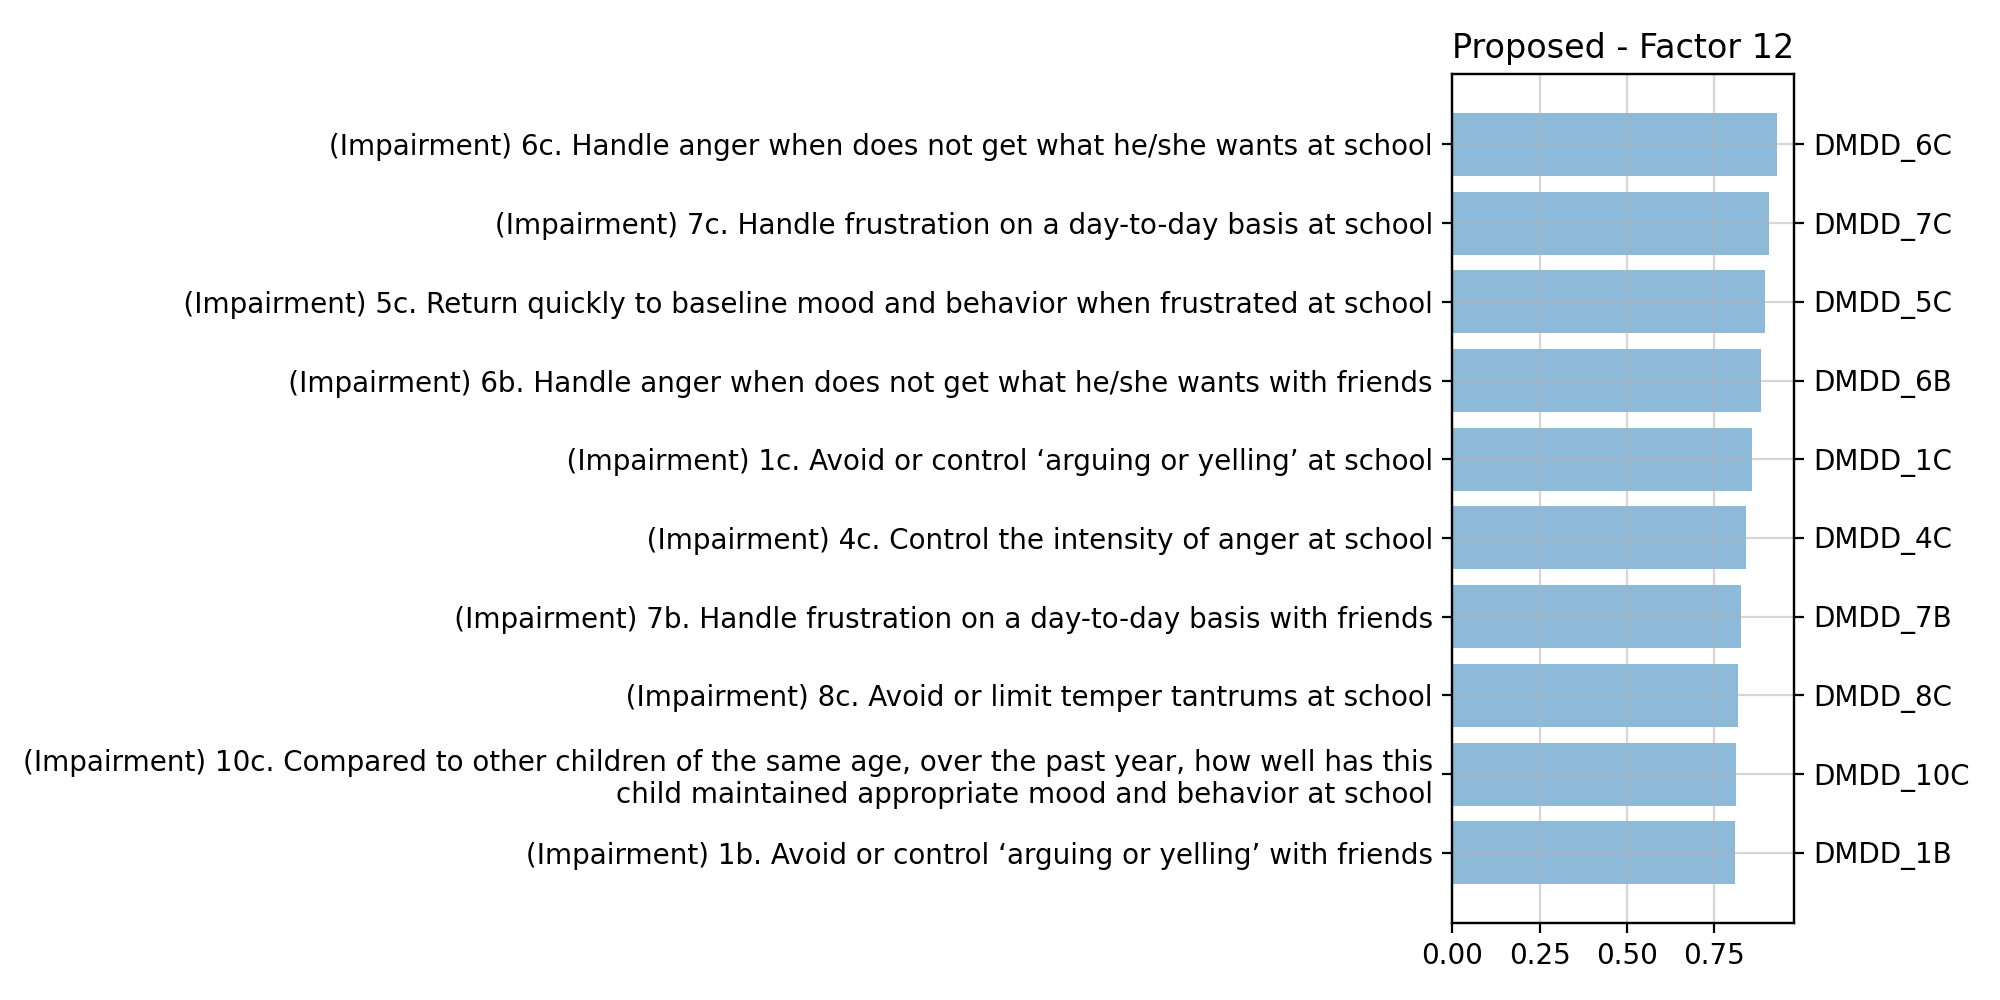 Proposed - Factor 12
(Impairment) 6c. Handle anger when does not get what he/she wants at school
DMDD_6C
(Impairment) 7c. Handle frustration on a day-to-day basis at school
DMDD_7C
(Impairment) 5c. Return quickly to baseline mood and behavior when frustrated at school
DMDD_5C
(Impairment) 6b. Handle anger when does not get what he/she wants with friends
DMDD_6B
(Impairment) 1c. Avoid or control ‘arguing or yelling’ at school
DMDD_1C
(Impairment) 4c. Control the intensity of anger at school
DMDD_4C
(Impairment) 7b. Handle frustration on a day-to-day basis with friends
DMDD_7B
(Impairment) 8c. Avoid or limit temper tantrums at school
DMDD_8C
(Impairment) 10c. Compared to other children of the same age, over the past year, how well has this
child maintained appropriate mood and behavior at school
DMDD_10C
(Impairment) 1b. Avoid or control ‘arguing or yelling’ with friends
DMDD_1B
0.00 0.25 0.50 0.75